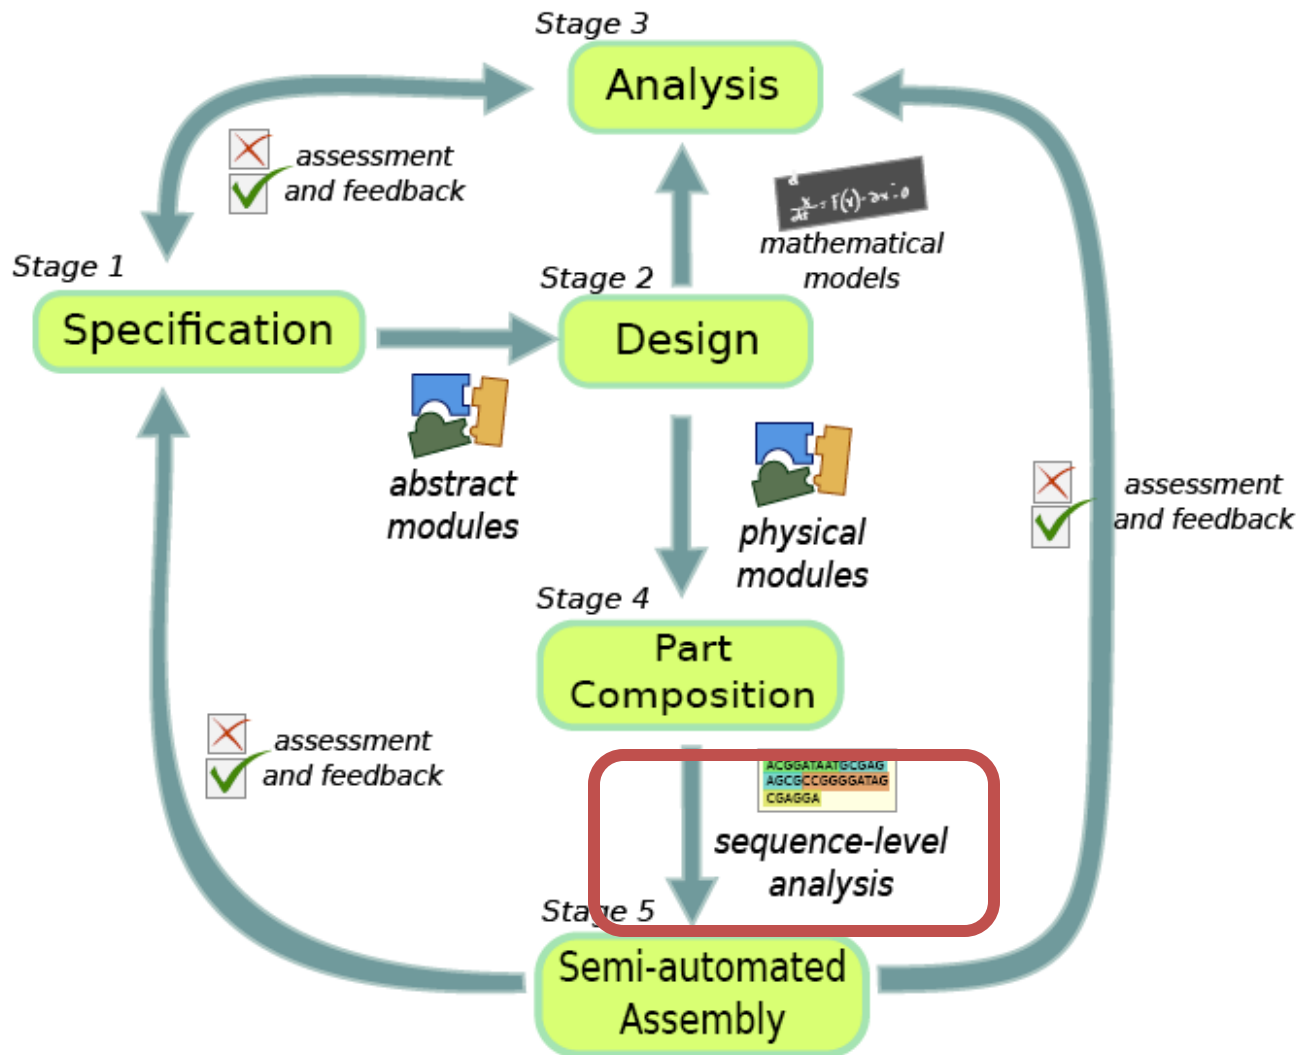 Stage 3
Analysis
assessment
and feedback
mathematical
models
Stage 1
Specification
Stage 2
Design
abstract
modules
physical
modules
assessment
and feedback
Stage 4
Part
Composition
assessment
and feedback
ACGGATAATGCGAG
AGCGCCGGGGATAG
CGAGGA
sequence-level
analysis
Stage 5
Semi-automated
Assembly